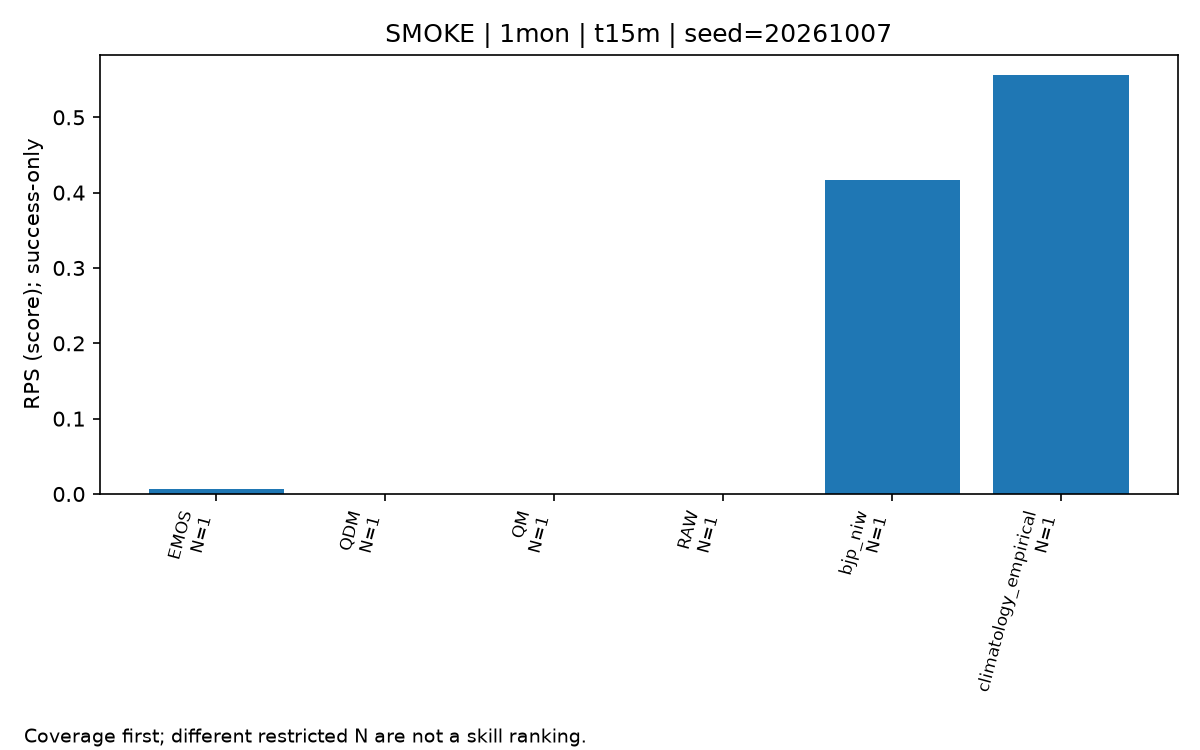 SMOKE | 1mon | t15m | seed=20261007
RPS (score); success-only
0.5
0.4
0.3
0.2
0.1
0.0
EMOS
N=1
QDM
N=1
QM
N=1
RAW
N=1
bjp_niw
N=1
climatology_empirical
N=1
Coverage first; different restricted N are not a skill ranking.